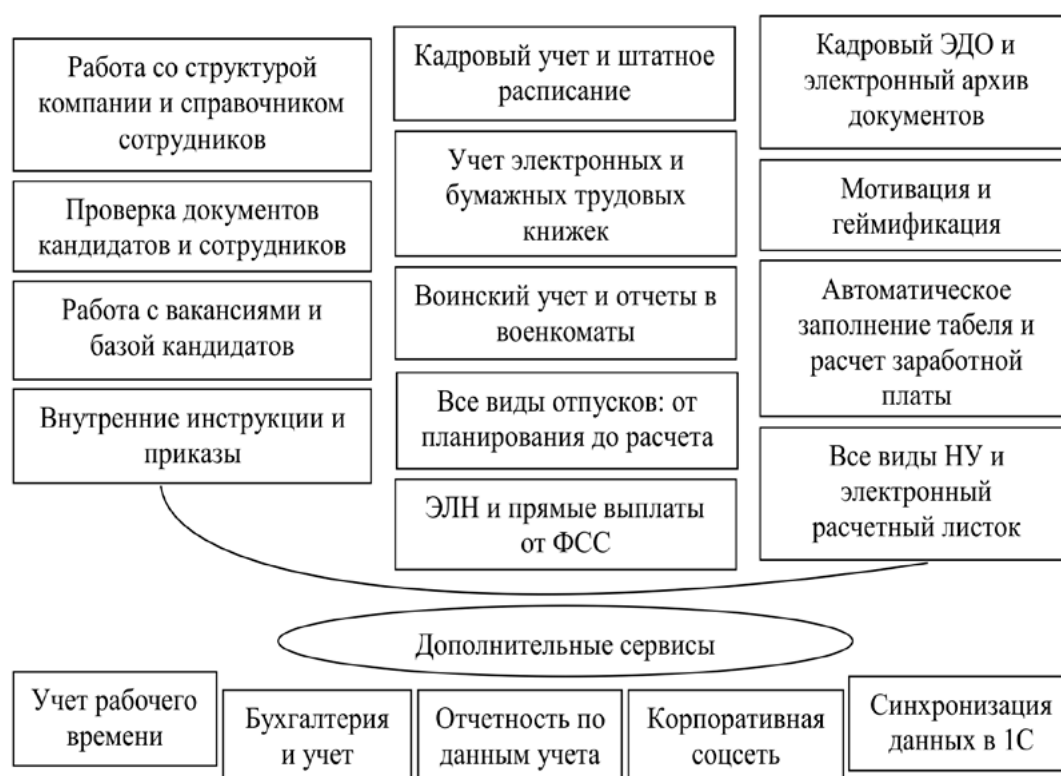 Работа со структурой
компании и справочником
сотрудников
Проверка документов
кандидатов и сотрудников
Работа с вакансиями и
базой кандидатов
Внутренние инструкции и
приказы
Кадровый учет и штатное
расписание
Учет электронных и
бумажных трудовых
книжек
Воинский учет и отчеты в
военкоматы
Все виды отпусков: от
планирования до расчета
ЭЛН и прямые выплаты
от ФСС
Кадровый ЭДО и
электронный архив
документов
Мотивация и
геймификация
Автоматическое
заполнение табеля и
расчет заработной
платы
Все виды НУ и
электронный
расчетный листок
Дополнительные сервисы
Учет рабочего
времени
Бухгалтерия
и учет
Отчетность по
данным учета
Корпоративная
соцсеть
Синхронизация
данных в 1С